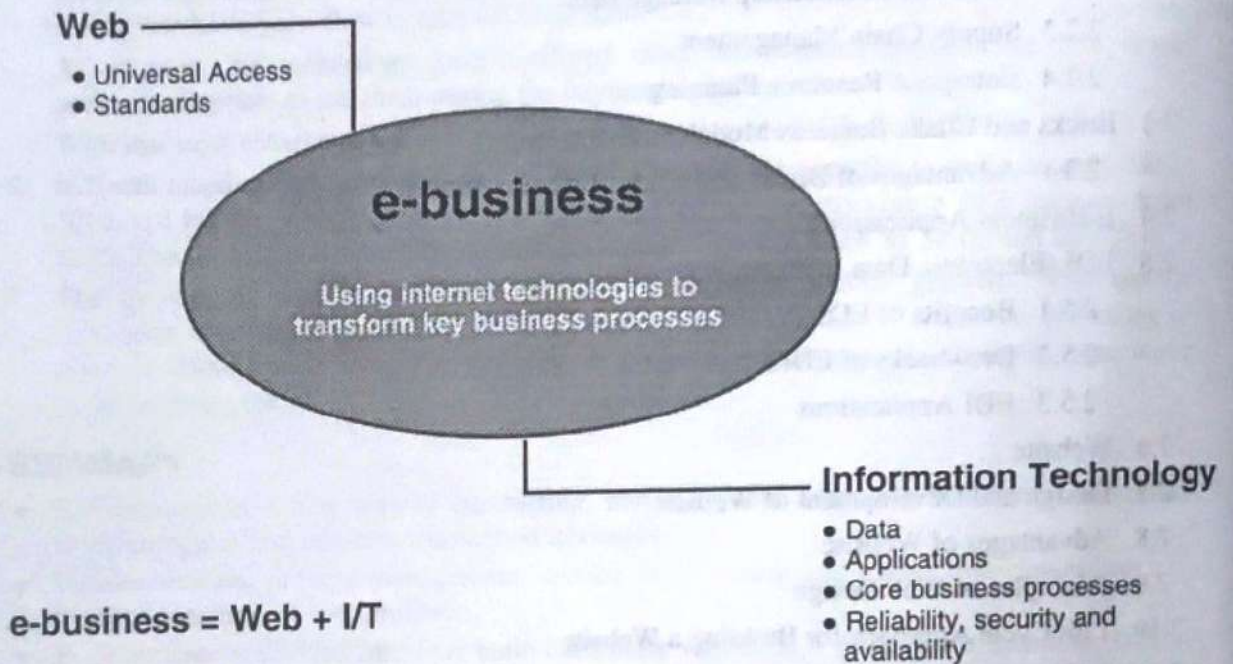 Web
• Universal Access
• Standards
e-business
Using internet technologies to
transform key business processes
Information Technology
• Data
• Applications
• Core business processes
• Reliability, security and
availability
e-business = Web + I/T